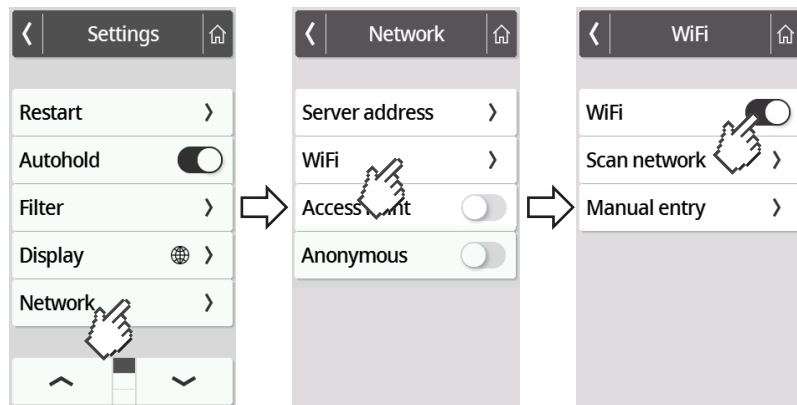 Settings
Restart
Autohold
Filter
Display
Network
Network
Server address
WiFi
Access
Anonymous
WiFi
WiFi
Scan network
Manual entry